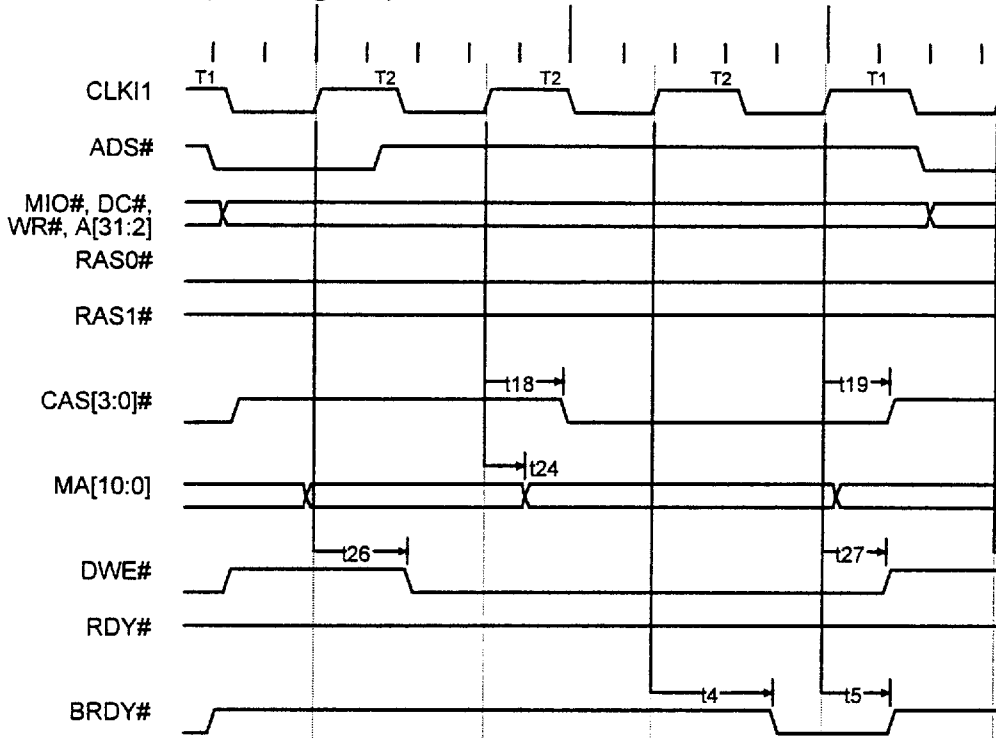 T1 T2 T2 T2 T1
CLKI1
ADS#
MIO#, DC#,
WR#, A[31:2]
RAS0#
RAS1#
t18 t19
CAS[3:0]#
t24
MA[10:0]
t26 t27
DWE#
RDY#
t4 t5
BRDY#